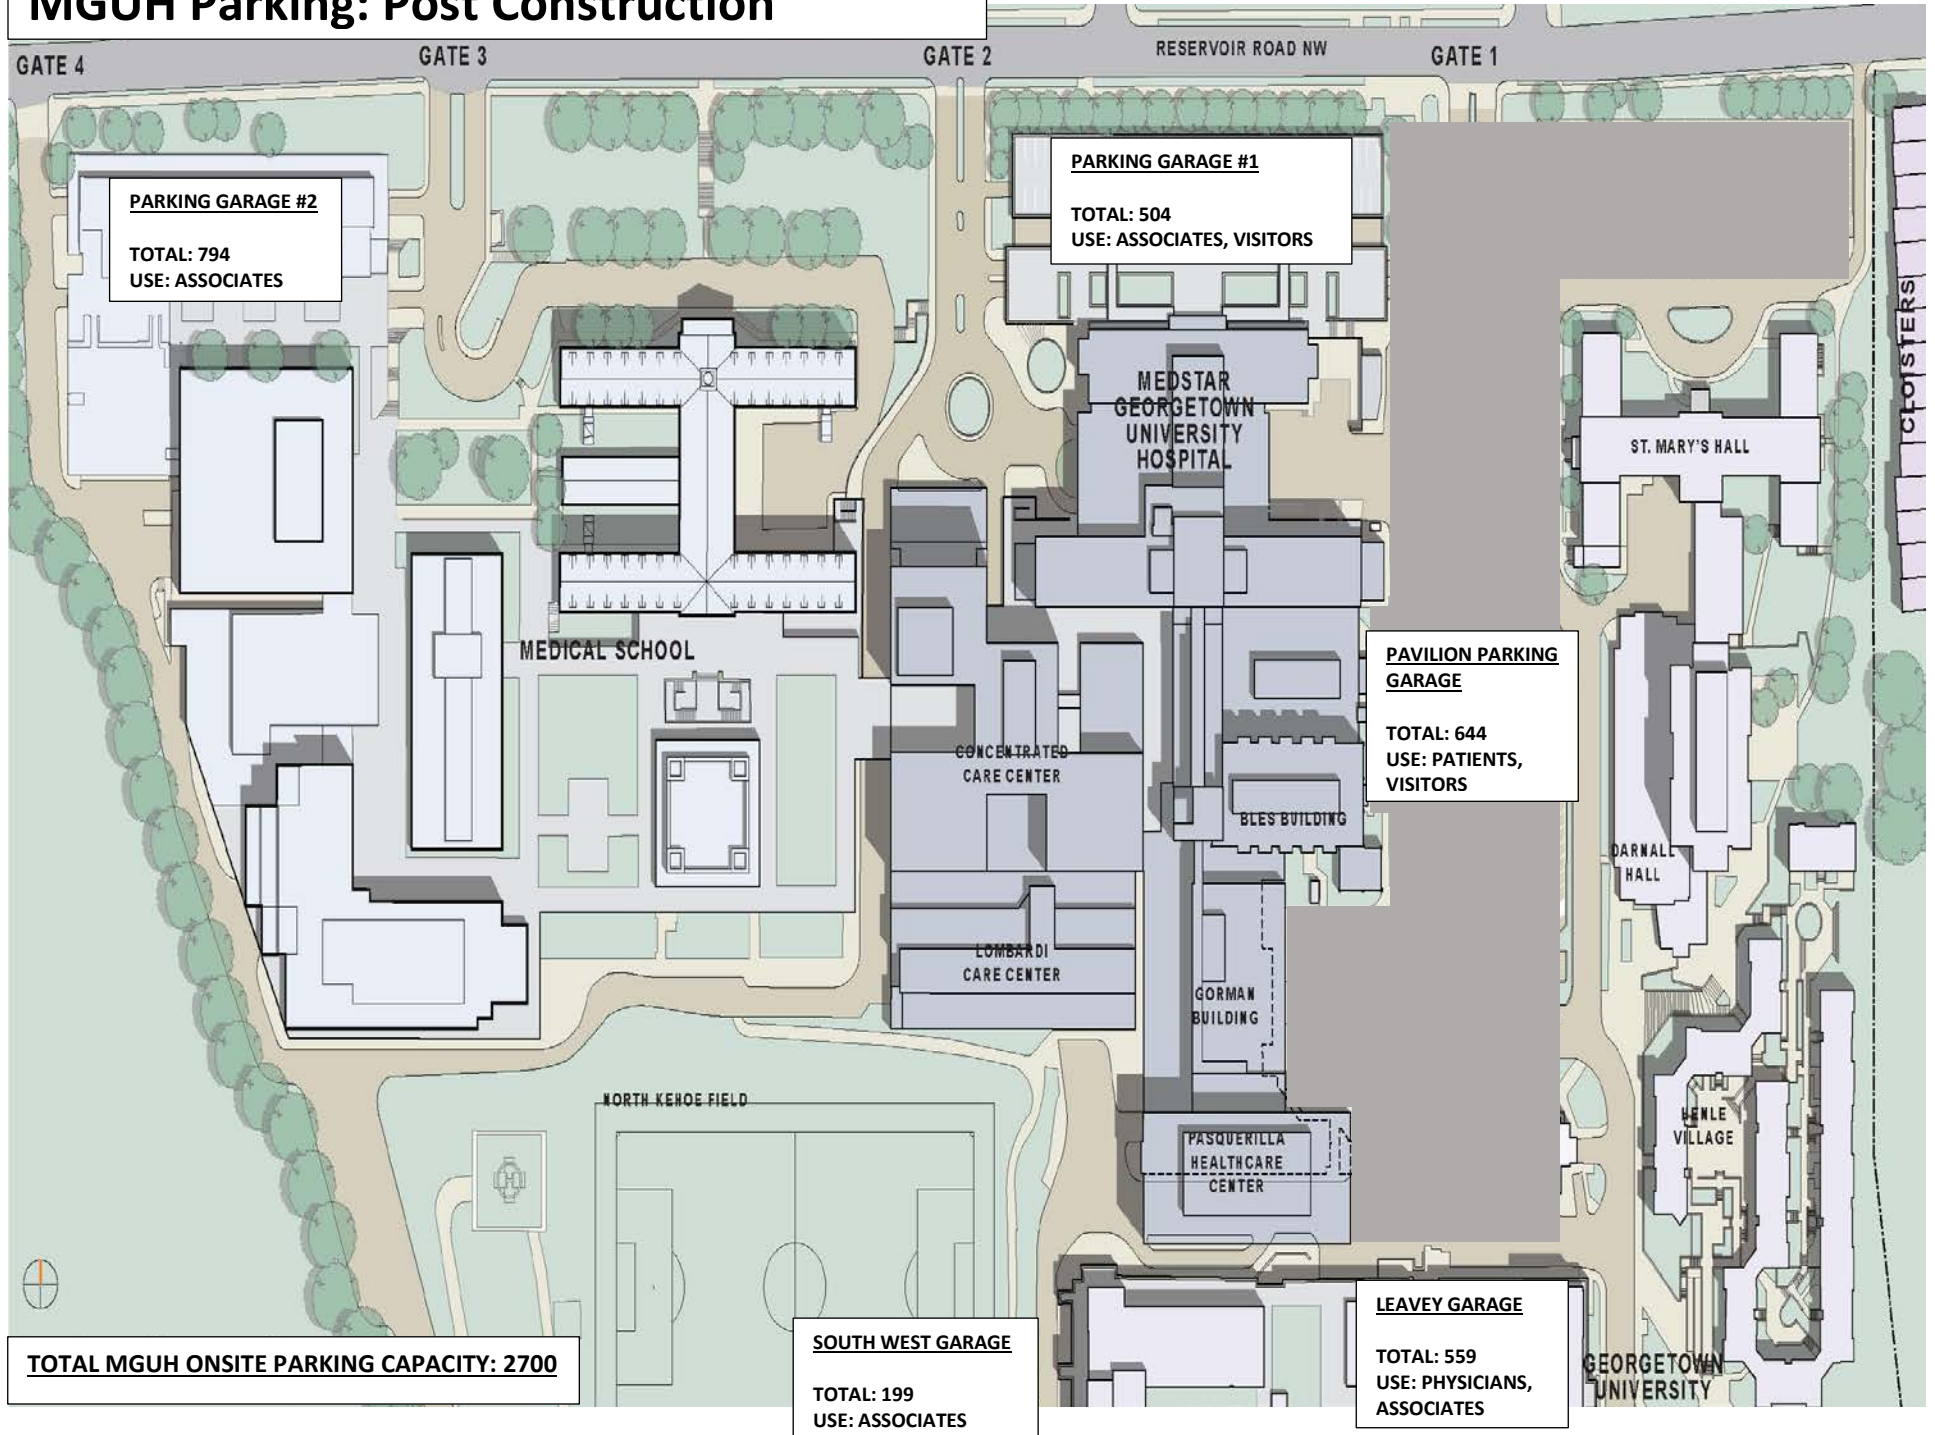 MGUH Parking: Post Construction
GATE 4
GATE 3
GATE 2
RESERVOIR ROAD NW
GATE 1
PARKING GARAGE #2
TOTAL: 794
USE: ASSOCIATES
PARKING GARAGE #1
TOTAL: 504
USE: ASSOCIATES, VISITORS
CLOISTERS
MEDSTAR
GEORGETOWN
UNIVERSITY
HOSPITAL
ST. MARY'S HALL
MEDICAL SCHOOL
PAVILION PARKING
GARAGE
TOTAL: 644
USE: PATIENTS,
VISITORS
CONCENTRATED
CARE CENTER
BLES BUILDING
DARNALL
HALL
LOMBARDI
CARE CENTER
GORMAN
BUILDING
NORTH KEHOE FIELD
HENLE
VILLAGE
PASQUERILLA
HEALTHCARE
CENTER
TOTAL MGUH ONSITE PARKING CAPACITY: 2700
SOUTH WEST GARAGE
TOTAL: 199
USE: ASSOCIATES
LEAVEY GARAGE
TOTAL: 559
USE: PHYSICIANS,
ASSOCIATES
GEORGETOWN
UNIVERSITY